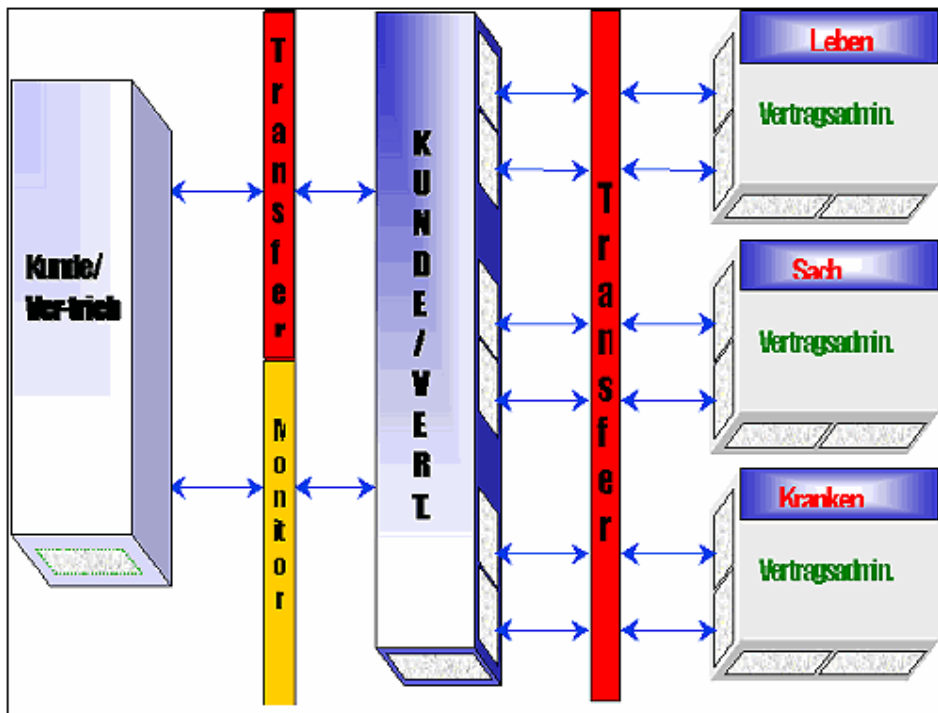 Kunde/
Ver-trieb
Transfer
Monitor
KUNDE/VERT.
Transfer
Leben
Vertragsadmin.
Sach
Vertragsadmin.
Kranken
Vertragsadmin.